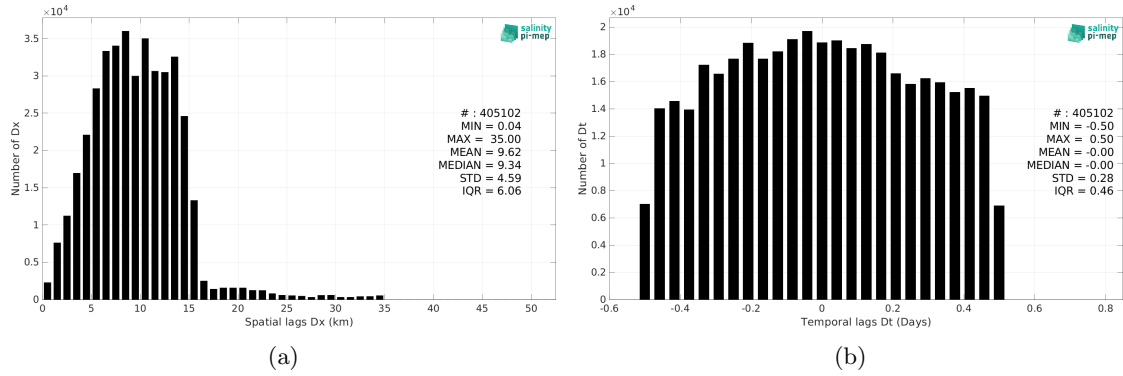 ×10⁴
3.5
3
2.5
2
1.5
1
0.5
0
Number of Dx
0 5 10 15 20 25 30 35 40 45 50
Spatial lags Dx (km)
salinity
pi-mep
# : 405102
MIN = 0.04
MAX = 35.00
MEAN = 9.62
MEDIAN = 9.34
STD = 4.59
IQR = 6.06
(a)
×10⁴
2
1.8
1.6
1.4
1.2
1
0.8
0.6
0.4
0.2
0
Number of Dt
-0.6 -0.4 -0.2 0 0.2 0.4 0.6 0.8
Temporal lags Dt (Days)
salinity
pi-mep
# : 405102
MIN = -0.50
MAX = 0.50
MEAN = -0.00
MEDIAN = -0.00
STD = 0.28
IQR = 0.46
(b)